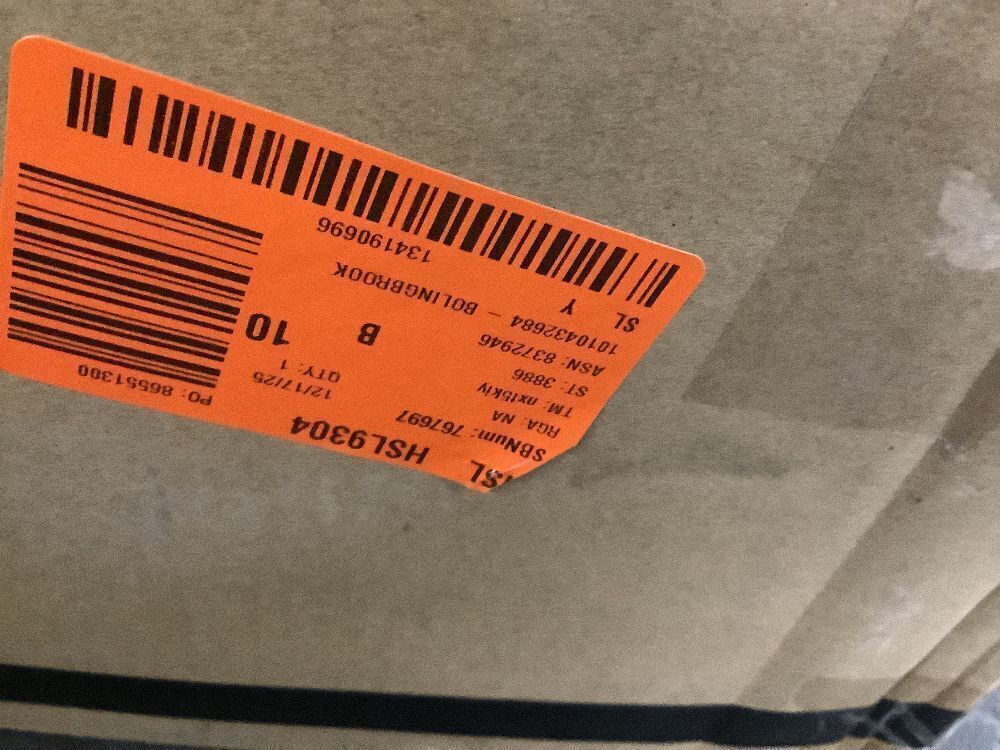 HSL HSL9304
SBNum: 767697
RGA: NA
TM: nx15kiv
ST: 3886
ASN: 8372946
12/17/25
QTY: 1
PO: 86551300
B 10
1010432684 - BOLINGBROOK
SL Y
134190696